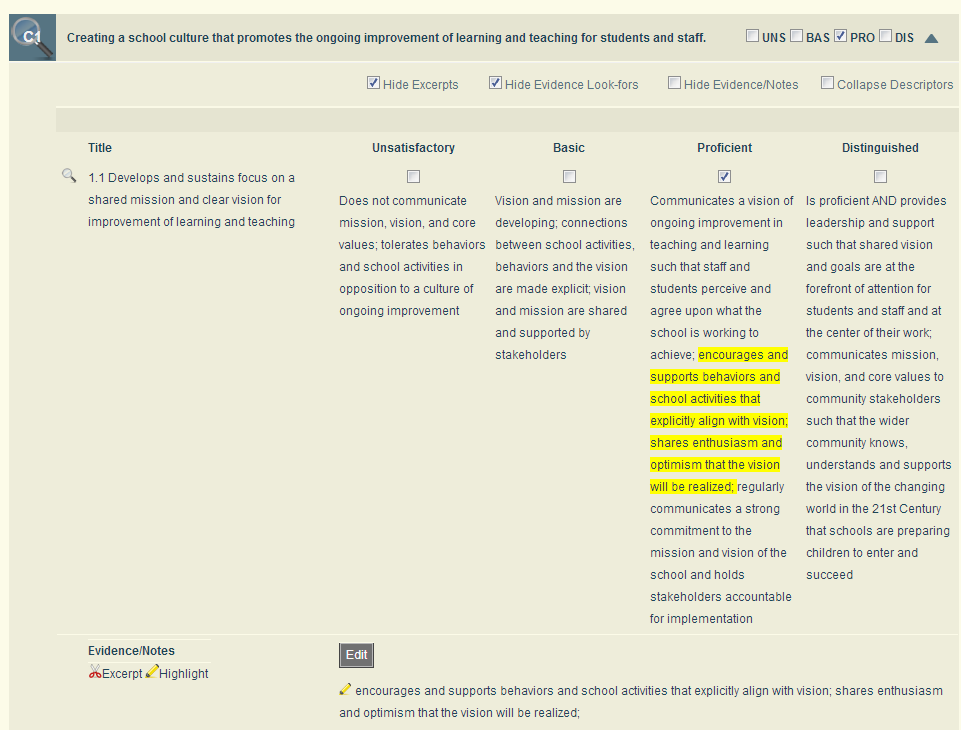 C1
Creating a school culture that promotes the ongoing improvement of learning and teaching for students and staff.
UNS BAS PRO DIS
Hide Excerpts Hide Evidence Look-fors Hide Evidence/Notes Collapse Descriptors
Title Unsatisfactory Basic Proficient Distinguished
1.1 Develops and sustains focus on a
shared mission and clear vision for
improvement of learning and teaching
Does not communicate
mission, vision, and core
values; tolerates behaviors
and school activities in
opposition to a culture of
ongoing improvement
Vision and mission are
developing; connections
between school activities,
behaviors and the vision
are made explicit; vision
and mission are shared
and supported by
stakeholders
Communicates a vision of
ongoing improvement in
teaching and learning
such that staff and
students perceive and
agree upon what the
school is working to
achieve; encourages and
supports behaviors and
school activities that
explicitly align with vision;
shares enthusiasm and
optimism that the vision
will be realized; regularly
communicates a strong
commitment to the
mission and vision of the
school and holds
stakeholders accountable
for implementation
Is proficient AND provides
leadership and support
such that shared vision
and goals are at the
forefront of attention for
students and staff and at
the center of their work;
communicates mission,
vision, and core values to
community stakeholders
such that the wider
community knows,
understands and supports
the vision of the changing
world in the 21st Century
that schools are preparing
children to enter and
succeed
Evidence/Notes
Excerpt Highlight
Edit
encourages and supports behaviors and school activities that explicitly align with vision; shares enthusiasm
and optimism that the vision will be realized;